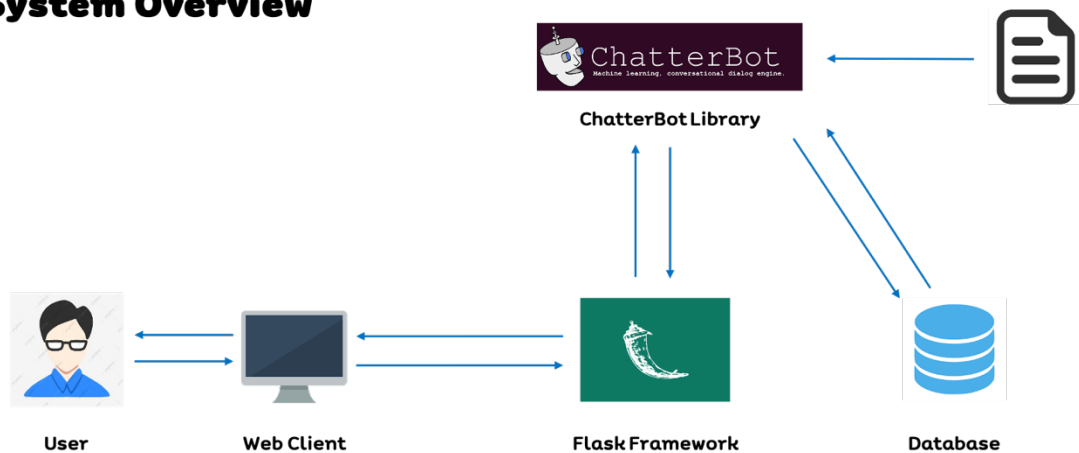 System Overview
ChatterBot
Machine learning, conversational dialog engine.
ChatterBot Library
User
Web Client
Flask Framework
Database